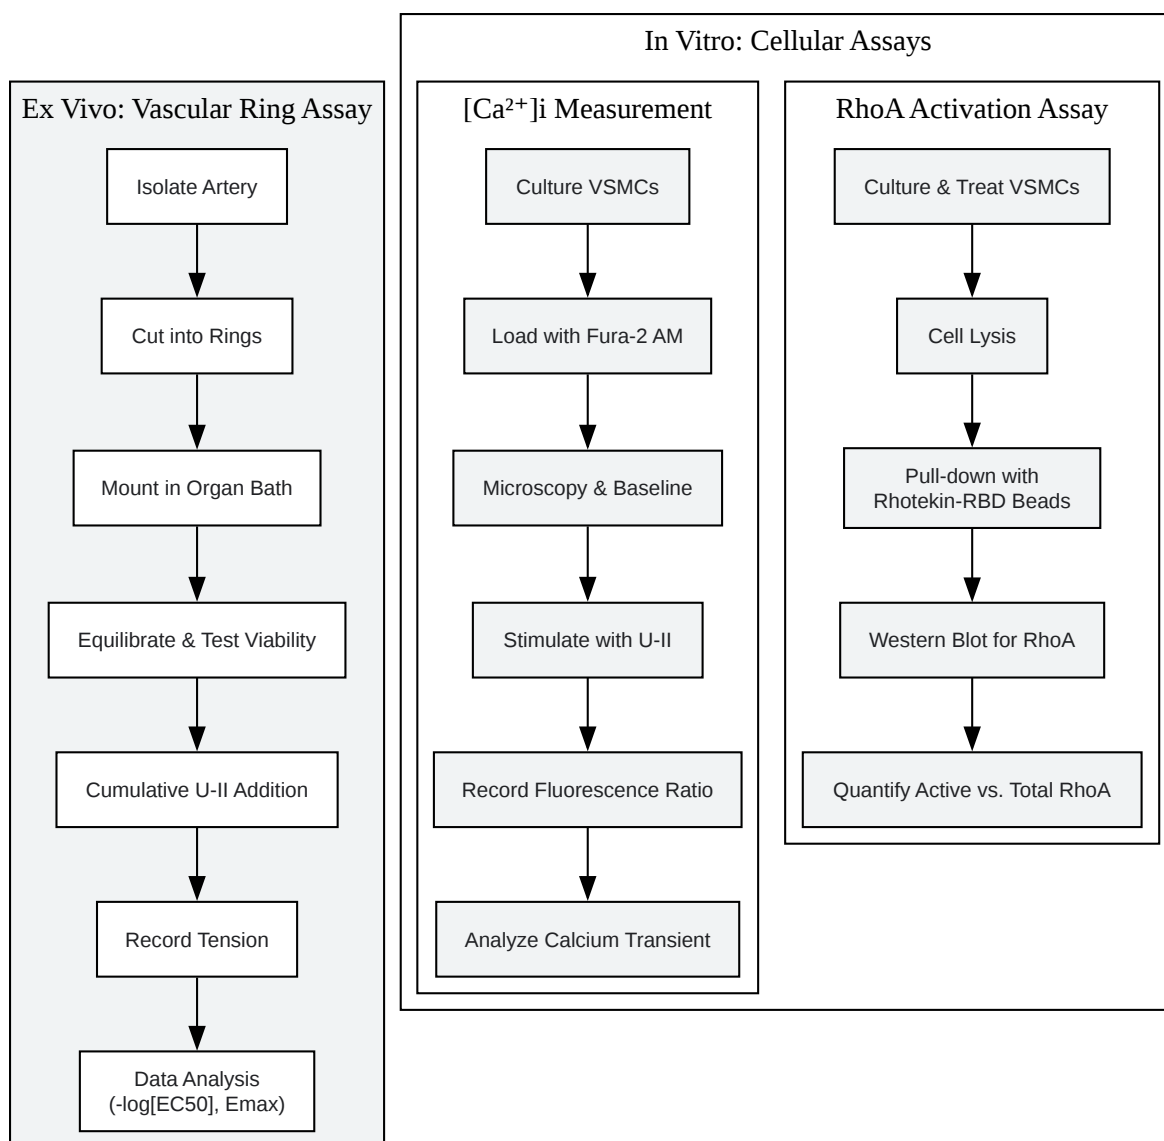 In Vitro: Cellular Assays
Ex Vivo: Vascular Ring Assay
Isolate Artery
Cut into Rings
Mount in Organ Bath
Equilibrate & Test Viability
Cumulative U-II Addition
Record Tension
Data Analysis
(-log[EC50], Emax)
[Ca²⁺]i Measurement
Culture VSMCs
Load with Fura-2 AM
Microscopy & Baseline
Stimulate with U-II
Record Fluorescence Ratio
Analyze Calcium Transient
RhoA Activation Assay
Culture & Treat VSMCs
Cell Lysis
Pull-down with
Rhotekin-RBD Beads
Western Blot for RhoA
Quantify Active vs. Total RhoA